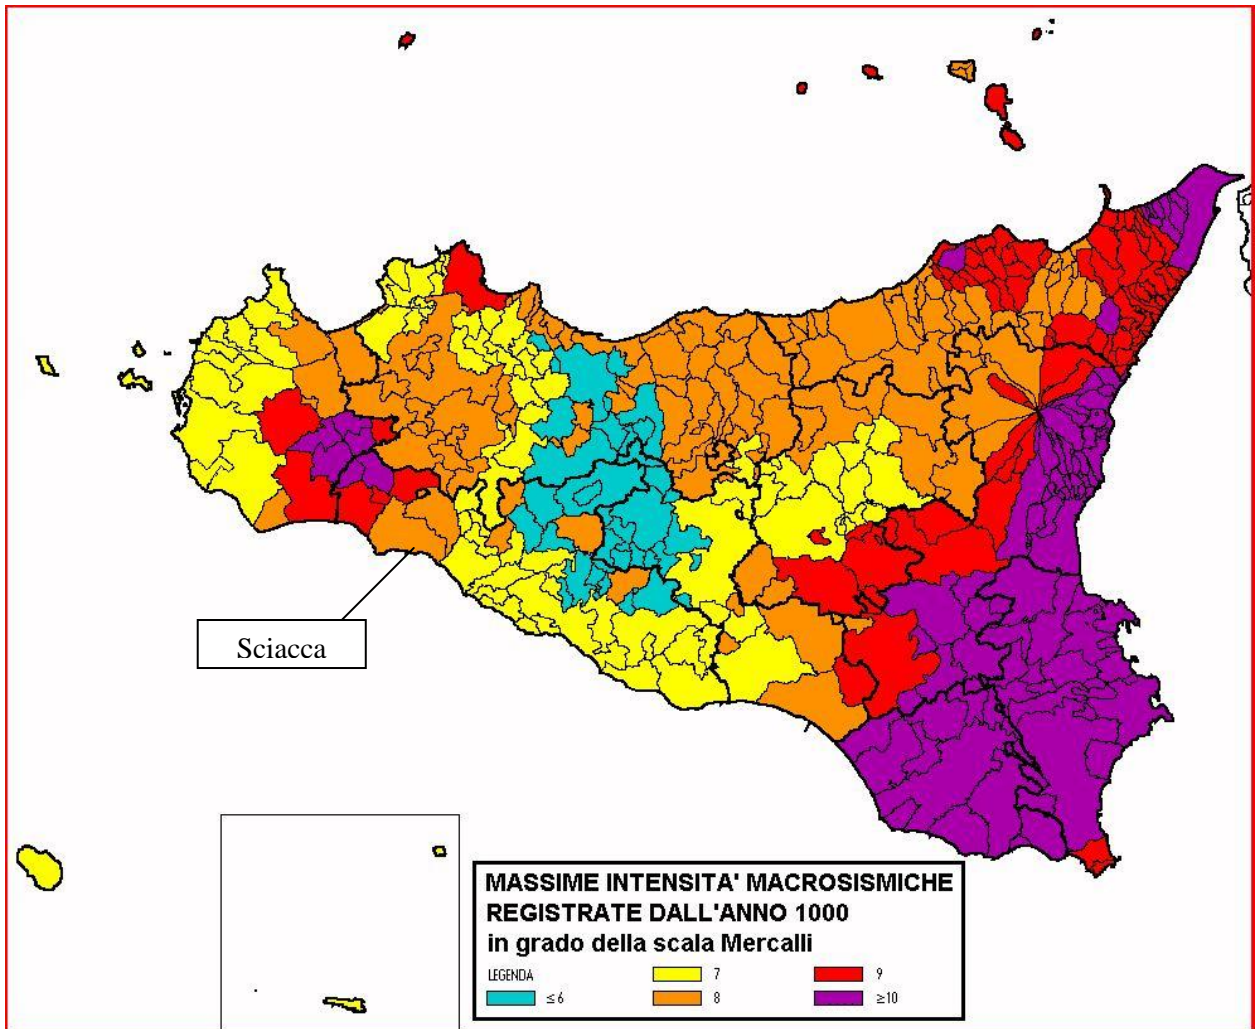 Sciacca
MASSIME INTENSITA' MACROSISMICHE
REGISTRATE DALL'ANNO 1000
in grado della scala Mercalli
LEGENDA
7
9
≤6
8
≥10